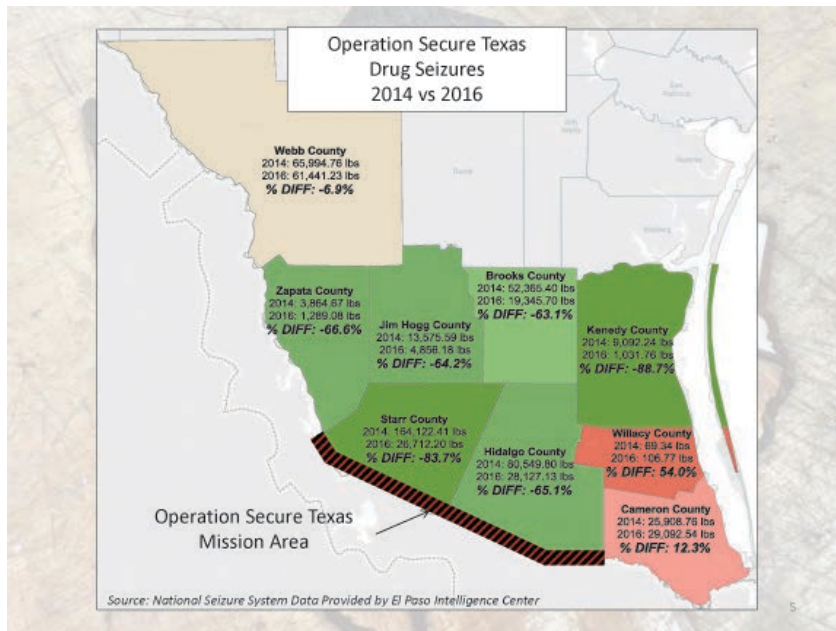 Operation Secure Texas
Drug Seizures
2014 vs 2016
Webb County
2014: 65,994.76 lbs
2016: 61,441.23 lbs
% DIFF: -6.9%
Zapata County
2014: 3,864.67 lbs
2016: 1,289.08 lbs
% DIFF: -66.6%
Jim Hogg County
2014: 13,575.59 lbs
2016: 4,856.18 lbs
% DIFF: -64.2%
Brooks County
2014: 52,365.40 lbs
2016: 19,345.70 lbs
% DIFF: -63.1%
Kenedy County
2014: 9,092.24 lbs
2016: 1,031.76 lbs
% DIFF: -88.7%
Starr County
2014: 164,122.41 lbs
2016: 26,712.20 lbs
% DIFF: -83.7%
Hidalgo County
2014: 80,549.80 lbs
2016: 28,127.13 lbs
% DIFF: -65.1%
Willacy County
2014: 69.34 lbs
2016: 106.77 lbs
% DIFF: 54.0%
Cameron County
2014: 25,908.76 lbs
2016: 29,092.54 lbs
% DIFF: 12.3%
Operation Secure Texas
Mission Area
Source: National Seizure System Data Provided by El Paso Intelligence Center
5